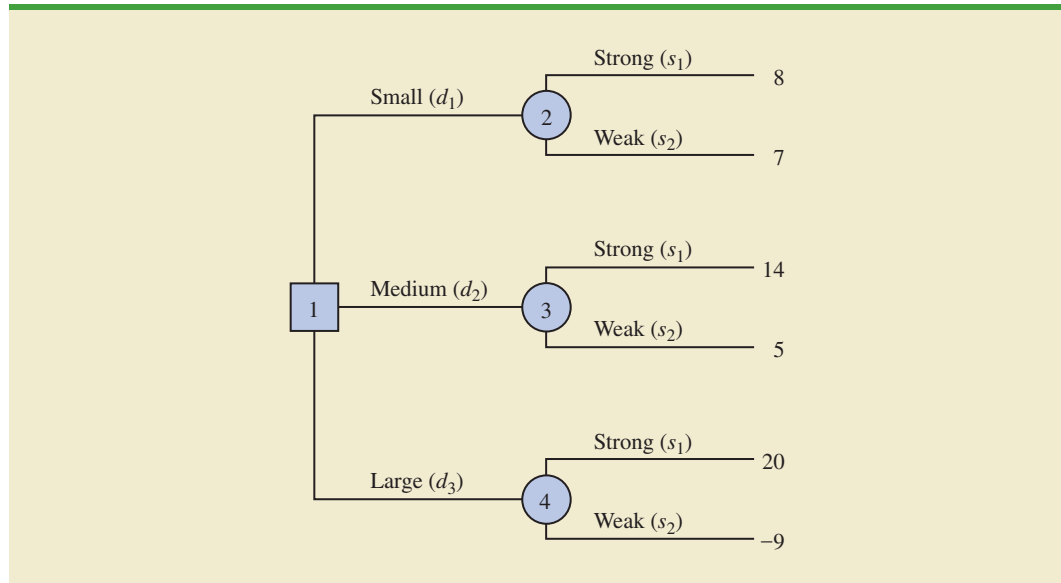 Strong (s₁)
8
Small (d₁)
2
Weak (s₂)
7
Strong (s₁)
14
Medium (d₂)
1
3
Weak (s₂)
5
Strong (s₁)
20
Large (d₃)
4
Weak (s₂)
–9